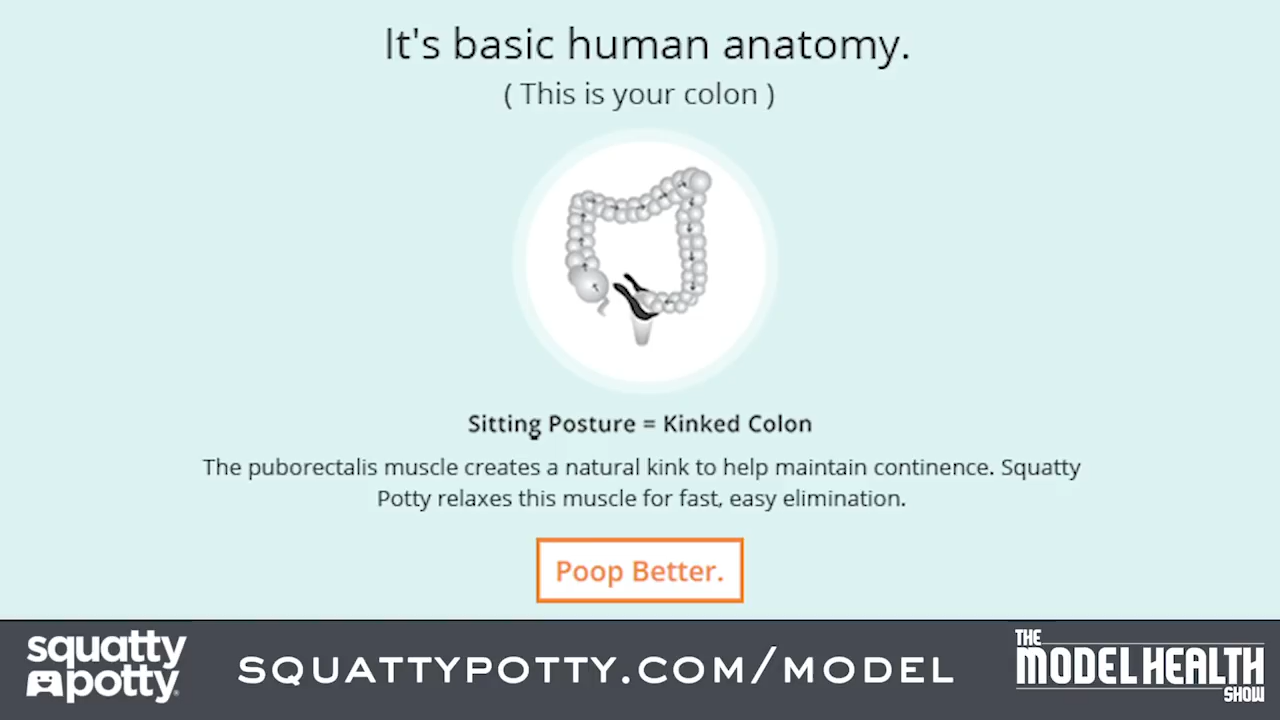 It's basic human anatomy.
( This is your colon )
Sitting Posture = Kinked Colon
The puborectalis muscle creates a natural kink to help maintain continence. Squatty
Potty relaxes this muscle for fast, easy elimination.
Poop Better.
squatty
potty
SQUATTYPOTTY.COM/MODEL
THE
MODEL HEALTH
SHOW